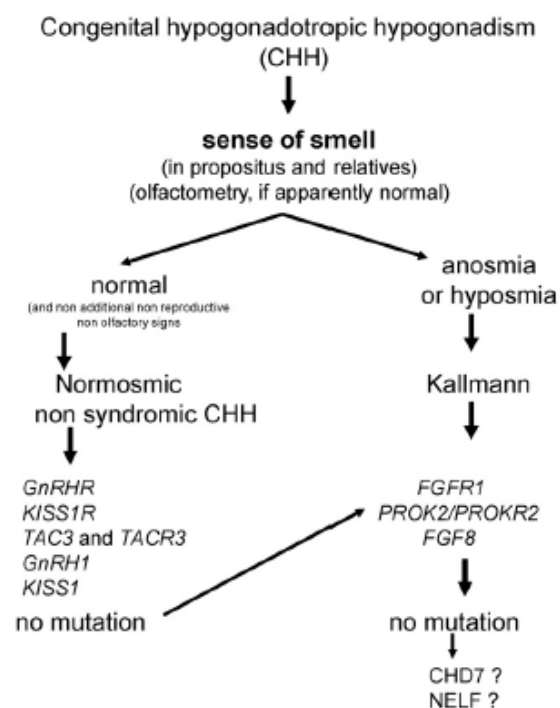 Congenital hypogonadotropic hypogonadism
(CHH)
sense of smell
(in propositus and relatives)
(olfactometry, if apparently normal)
normal
(and non additional non reproductive
non olfactory signs
Normosmic
non syndromic CHH
GnRHR
KISS1R
TAC3 and TACR3
GnRH1
KISS1
no mutation
anosmia
or hyposmia
Kallmann
FGFR1
PROK2/PROKR2
FGF8
no mutation
CHD7 ?
NELF ?